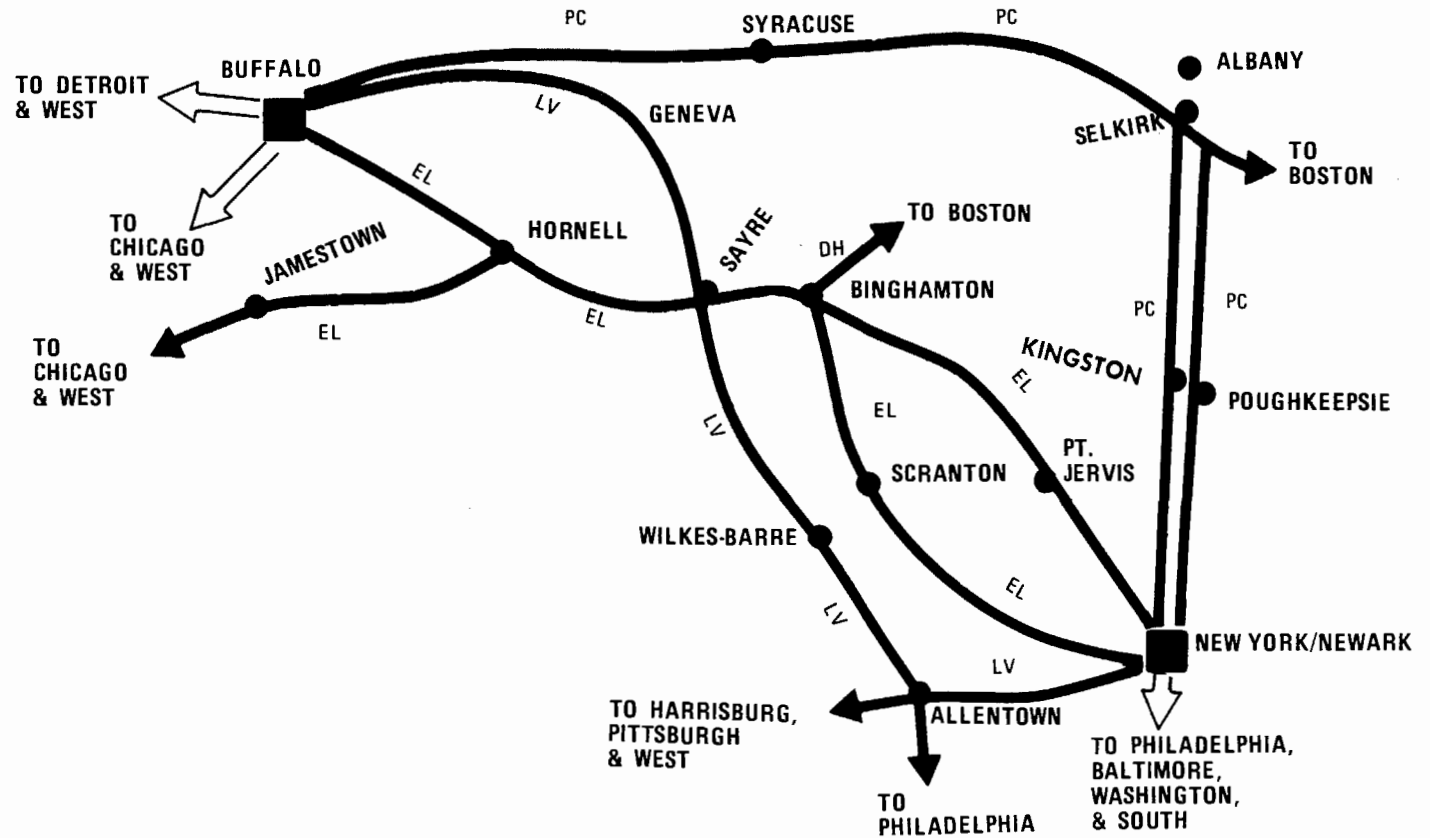 PC
SYRACUSE
PC
BUFFALO
ALBANY
TO DETROIT
& WEST
LV
GENEVA
SELKIRK
TO
BOSTON
EL
TO
CHICAGO
& WEST
JAMESTOWN
HORNELL
SAYRE
TO BOSTON
DH
BINGHAMTON
EL
EL
PC
PC
TO
CHICAGO
& WEST
KINGSTON
EL
POUGHKEEPSIE
LV
EL
SCRANTON
PT.
JERVIS
WILKES-BARRE
EL
LV
NEW YORK/NEWARK
LV
TO HARRISBURG,
PITTSBURGH
& WEST
ALLENTOWN
TO PHILADELPHIA,
BALTIMORE,
WASHINGTON,
& SOUTH
TO
PHILADELPHIA